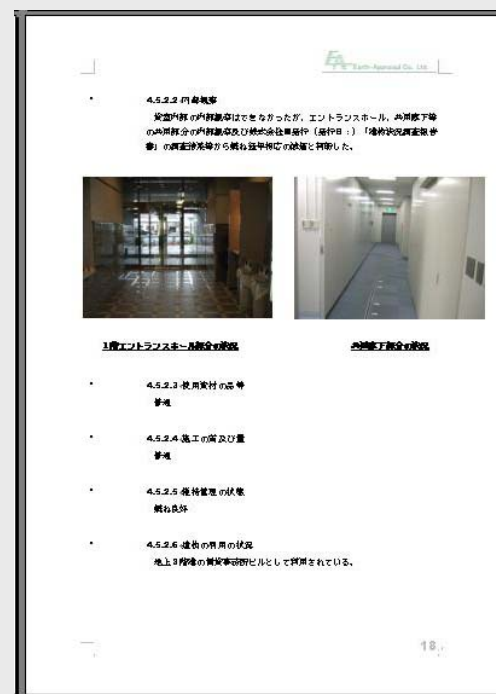 Earth-Appraisal Co. Ltd.
4.5.2.2 内部観察
貸室内部の内部観察はできなかったが、エントランスホール、共用廊下等
の共用部分の内部観察及び株式会社■発行（発行日：）「建物状況調査報告
書」の調査結果等から概ね経年相応の減価と判断した。
1階エントランスホール部分の状況
共用廊下部分の状況
4.5.2.3 使用資材の品等
普通
4.5.2.4 施工の質及び量
普通
4.5.2.5 維持管理の状態
概ね良好
4.5.2.6 建物の利用の状況
地上8階建の賃貸事務所ビルとして利用されている。
18